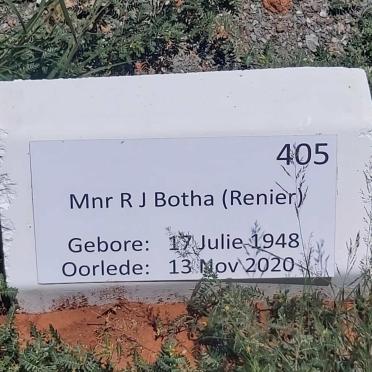 405
Mnr R J Botha (Renier)
Gebore: 17 Julie 1948
Oorlede: 13 Nov 2020